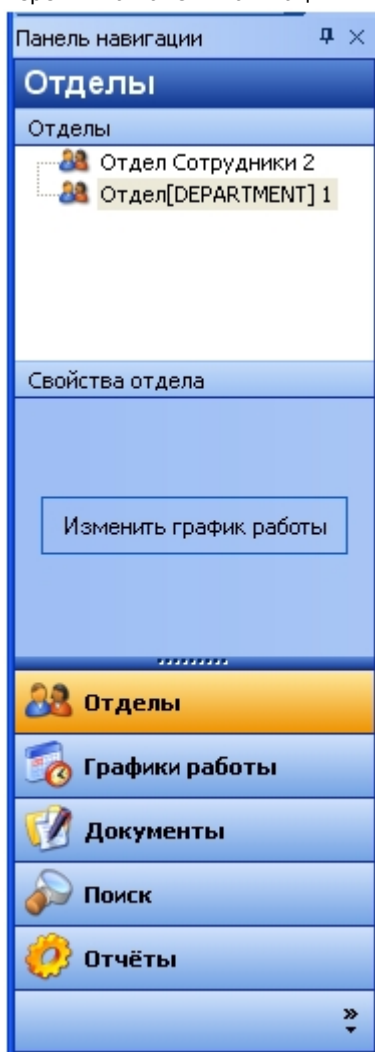 Панель навигации
Отделы
Отделы
Отдел Сотрудники 2
Отдел[DEPARTMENT] 1
Свойства отдела
Изменить график работы
Отделы
Графики работы
Документы
Поиск
Отчёты